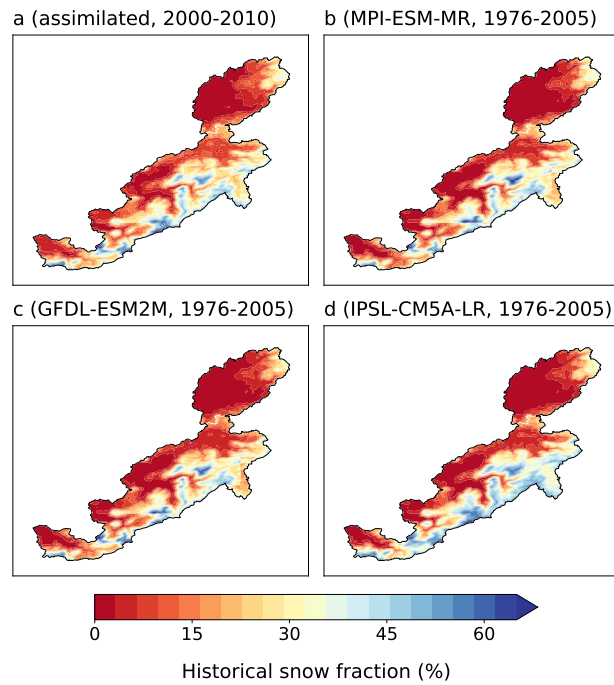 a (assimilated, 2000-2010)
b (MPI-ESM-MR, 1976-2005)
c (GFDL-ESM2M, 1976-2005)
d (IPSL-CM5A-LR, 1976-2005)
0 15 30 45 60
Historical snow fraction (%)